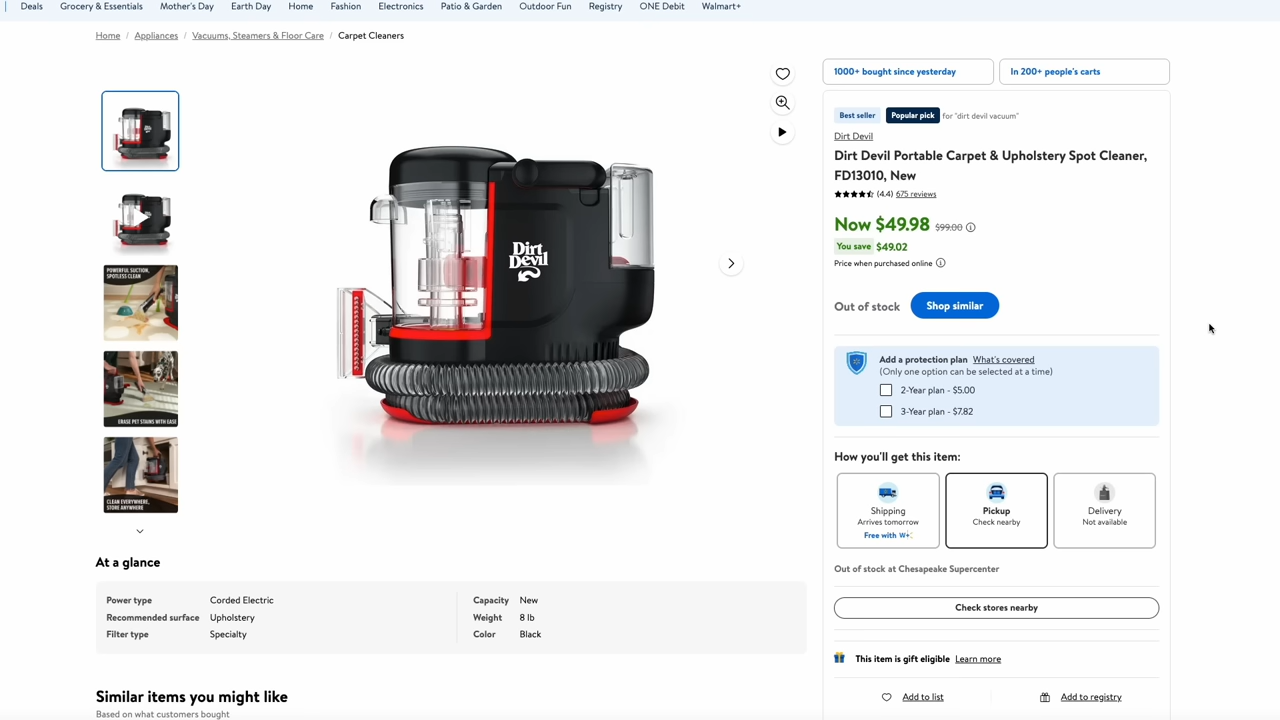 Deals Grocery & Essentials Mother's Day Earth Day Home Fashion Electronics Patio & Garden Outdoor Fun Registry ONE Debit Walmart+
Home / Appliances / Vacuums, Steamers & Floor Care / Carpet Cleaners
1000+ bought since yesterday
In 200+ people's carts
Best seller Popular pick for "dirt devil vacuum"
Dirt Devil
Dirt Devil Portable Carpet & Upholstery Spot Cleaner,
FD13010, New
(4.4) 675 reviews
Now $49.98 $99.00
You save $49.02
Price when purchased online
Out of stock Shop similar
Add a protection plan What's covered
(Only one option can be selected at a time)
2-Year plan - $5.00
3-Year plan - $7.82
How you'll get this item:
Shipping
Arrives tomorrow
Free with W+
Pickup
Check nearby
Delivery
Not available
Out of stock at Chesapeake Supercenter
Check stores nearby
This item is gift eligible Learn more
Add to list Add to registry
Dirt
Devil
POWERFUL SUCTION,
SPOTLESS CLEAN
ERASE PET STAINS WITH EASE
CLEAN EVERYWHERE,
STORE ANYWHERE
At a glance
Power type Corded Electric
Recommended surface Upholstery
Filter type Specialty
Capacity New
Weight 8 lb
Color Black
Similar items you might like
Based on what customers bought